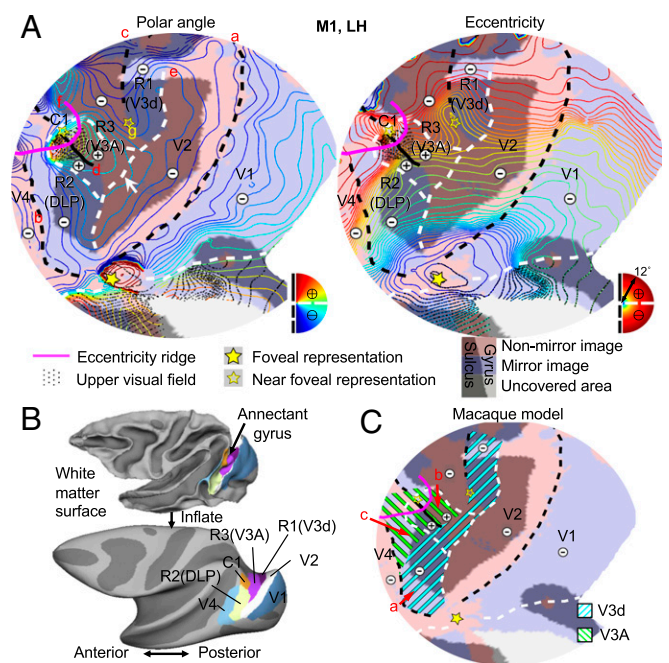 A
Polar angle
M1, LH
Eccentricity
c
a
R1
(V3d)
e
g
C1
R3
(V3A)
d
R2
(DLP)
V2
V1
V4
b
R1
(V3d)
C1
R3
(V3A)
R2
(DLP)
V2
V1
V4
12°
Eccentricity ridge
Upper visual field
Foveal representation
Near foveal representation
Sulcus
Gyrus
Non-mirror image
Mirror image
Uncovered area
B
Annectant
gyrus
White
matter
surface
Inflate
R3(V3A)
R1(V3d)
C1
V2
R2(DLP)
V4
V1
Anterior
Posterior
C
Macaque model
b
c
V4
V2
V1
a
V3d
V3A